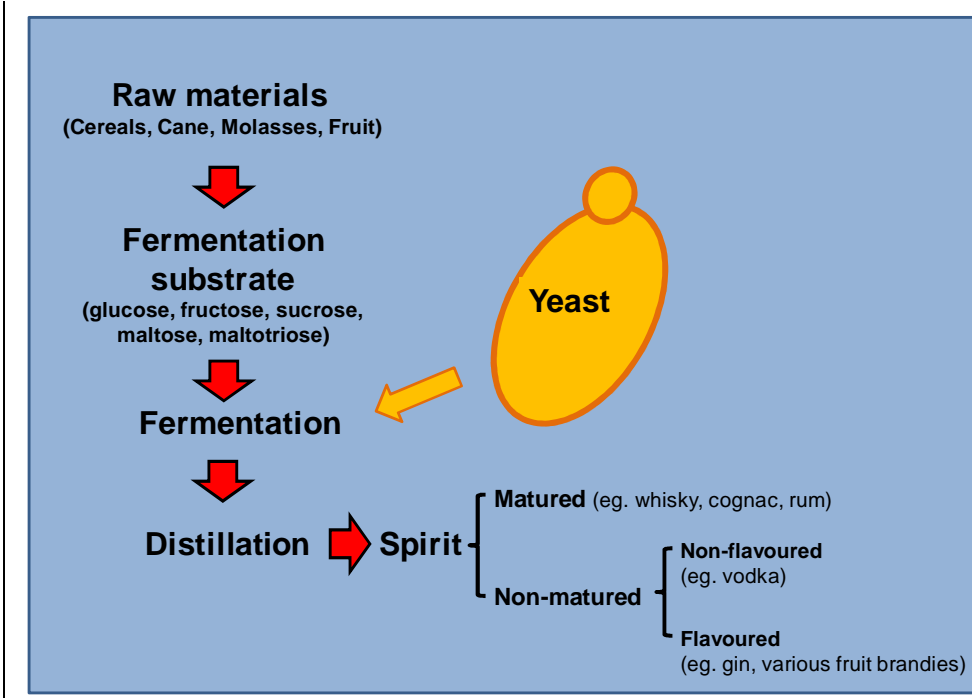 Raw materials
(Cereals, Cane, Molasses, Fruit)
Fermentation
substrate
(glucose, fructose, sucrose,
maltose, maltotriose)
Yeast
Fermentation
Distillation
Spirit
Matured (eg. whisky, cognac, rum)
Non-matured
Non-flavoured
(eg. vodka)
Flavoured
(eg. gin, various fruit brandies)